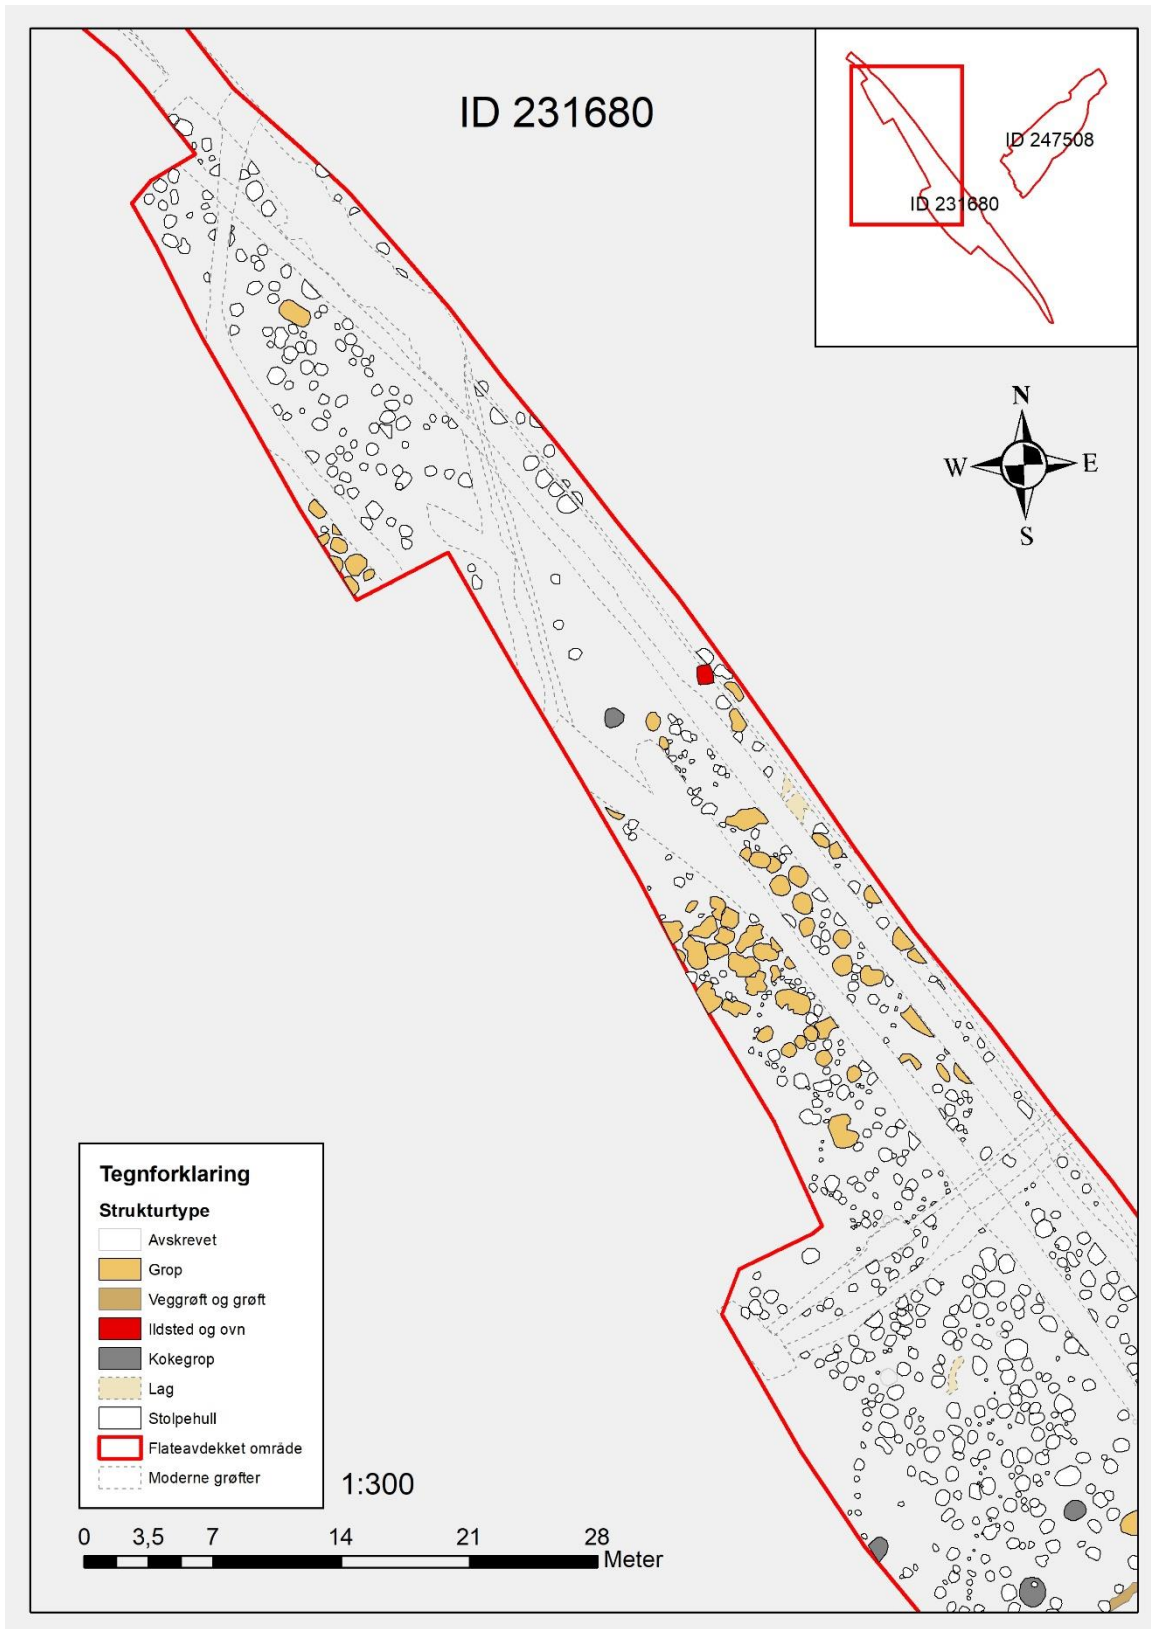 ID 231680
ID 247508
ID 231680
N
W E
S
Tegnforklaring
Strukturtype
Avskrevet
Grop
Veggrøft og grøft
Ildsted og ovn
Kokegrop
Lag
Stolpehull
Flateavdekket område
Moderne grøfter
1:300
0 3,5 7 14 21 28
Meter